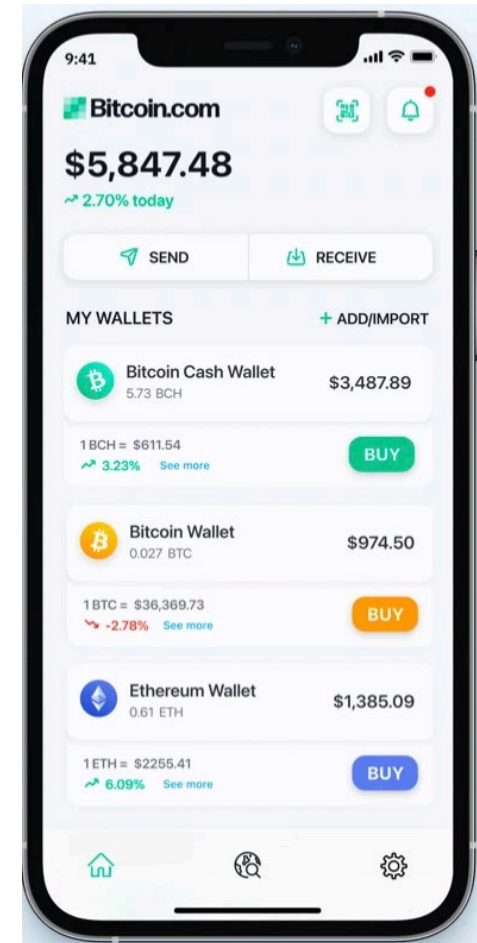 9:41
Bitcoin.com
$5,847.48
2.70% today
SEND
RECEIVE
MY WALLETS
+ ADD/IMPORT
Bitcoin Cash Wallet
5.73 BCH
$3,487.89
1 BCH = $611.54
3.23% See more
BUY
Bitcoin Wallet
0.027 BTC
$974.50
1 BTC = $36,369.73
-2.78% See more
BUY
Ethereum Wallet
0.61 ETH
$1,385.09
1 ETH = $2255.41
6.09% See more
BUY